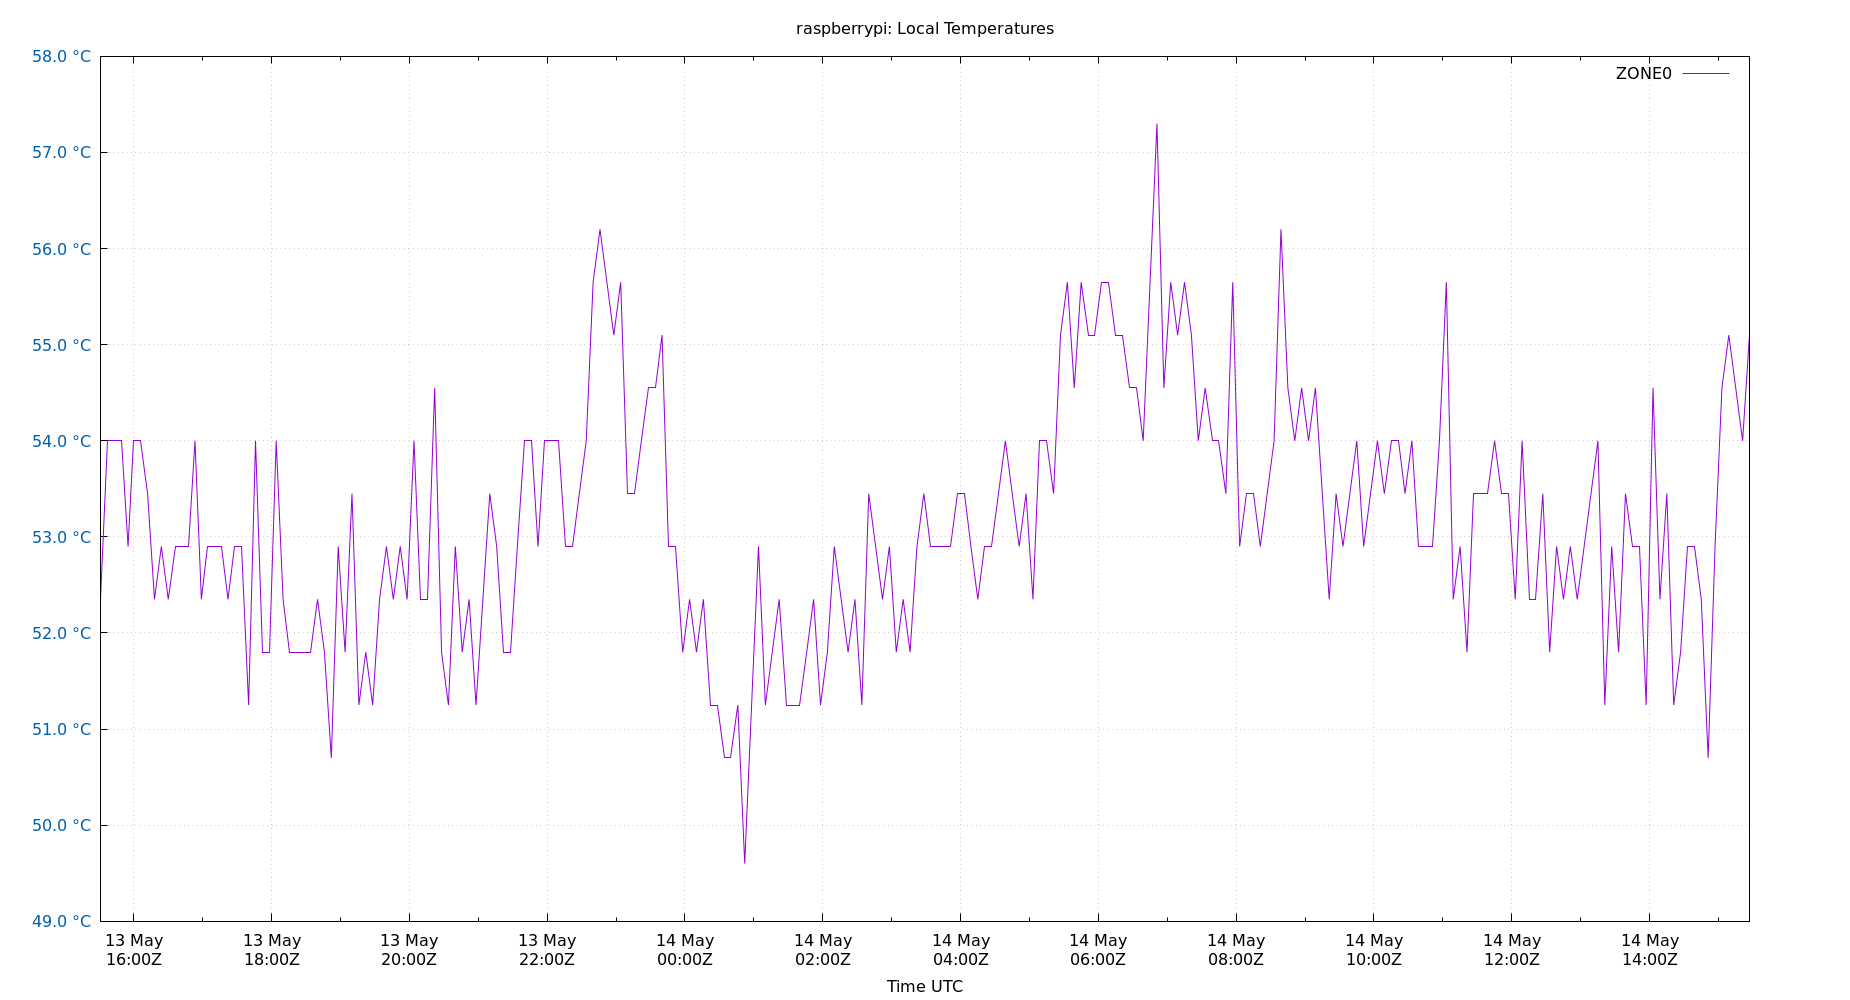 raspberrypi: Local Temperatures
58.0 °C
57.0 °C
56.0 °C
55.0 °C
54.0 °C
53.0 °C
52.0 °C
51.0 °C
50.0 °C
49.0 °C
ZONE0
13 May 13 May 13 May 13 May 14 May 14 May 14 May 14 May 14 May 14 May 14 May 14 May
16:00Z 18:00Z 20:00Z 22:00Z 00:00Z 02:00Z 04:00Z 06:00Z 08:00Z 10:00Z 12:00Z 14:00Z
Time UTC